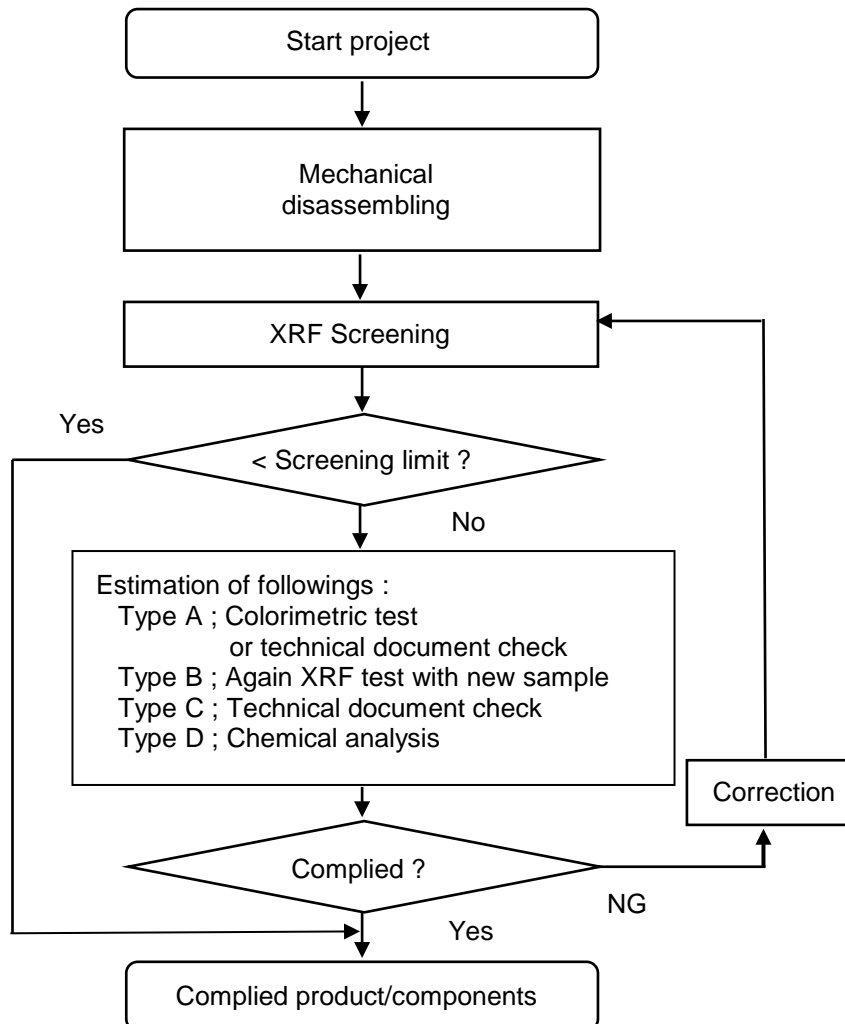 Start project
Mechanical
disassembling
XRF Screening
Yes
< Screening limit ?
No
Estimation of followings :
Type A ; Colorimetric test
or technical document check
Type B ; Again XRF test with new sample
Type C ; Technical document check
Type D ; Chemical analysis
Correction
Complied ?
NG
Yes
Complied product/components